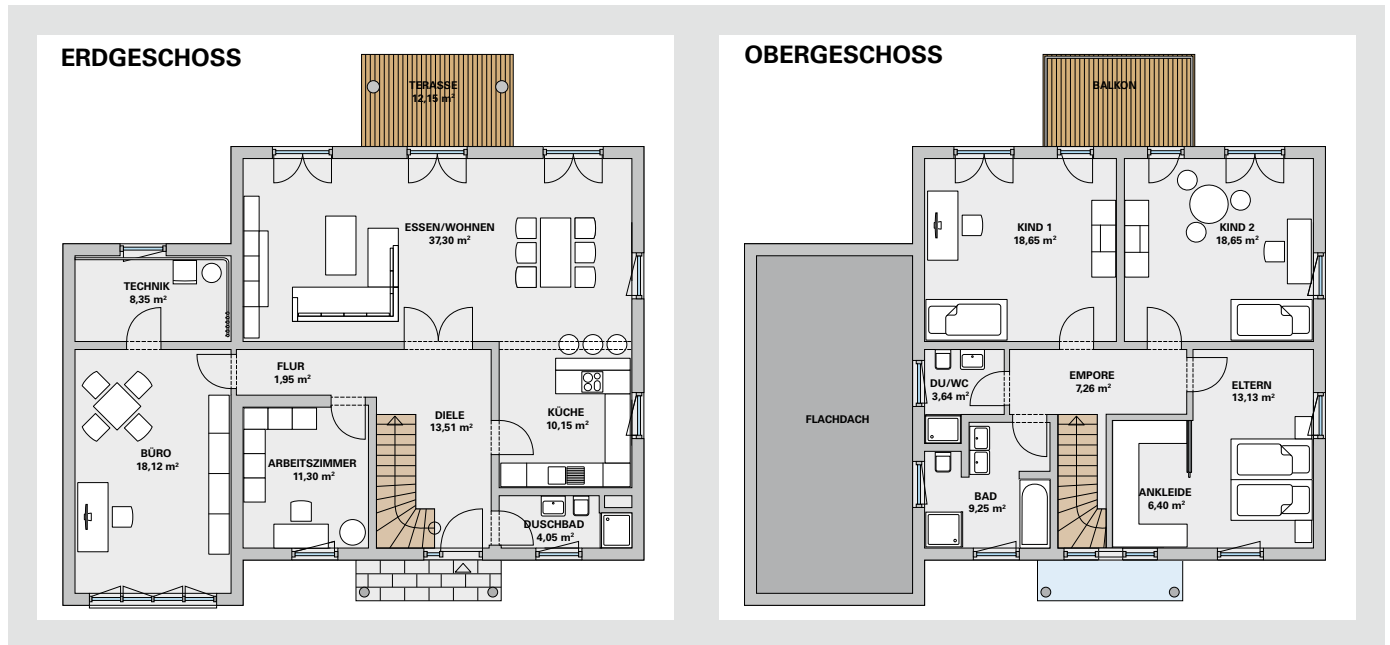 ERDGESCHOSS
TERASSE
12,15 m²
ESSEN/WOHNEN
37,30 m²
TECHNIK
8,35 m²
FLUR
1,95 m²
DIELE
13,51 m²
KÜCHE
10,15 m²
BÜRO
18,12 m²
ARBEITSZIMMER
11,30 m²
DUSCHBAD
4,05 m²
OBERGESCHOSS
BALKON
KIND 1
18,65 m²
KIND 2
18,65 m²
DU/WC
3,64 m²
EMPORE
7,26 m²
ELTERN
13,13 m²
FLACHDACH
BAD
9,25 m²
ANKLEIDE
6,40 m²